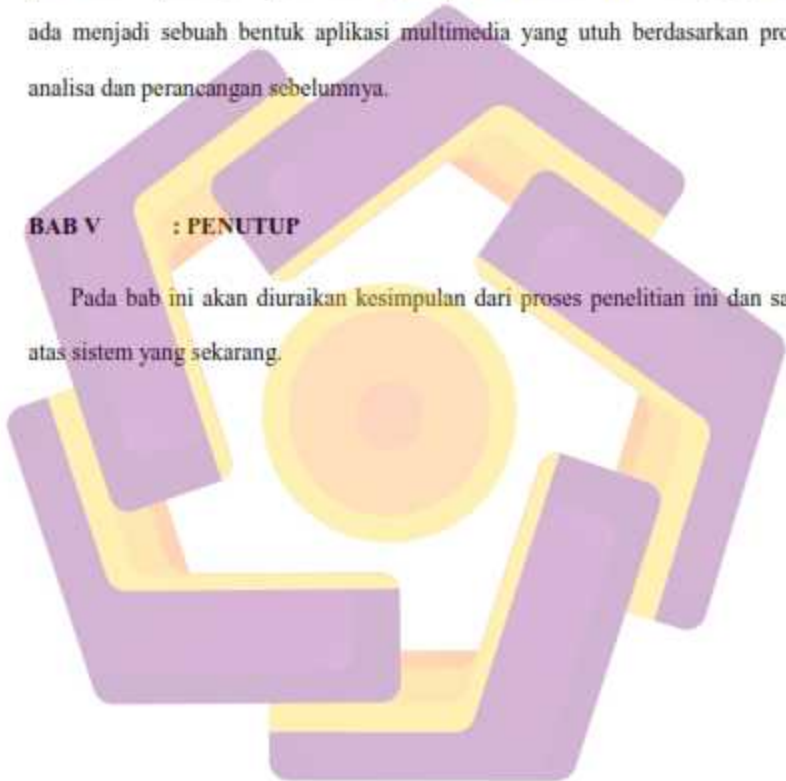 ada menjadi sebuah bentuk aplikasi multimedia yang utuh berdasarkan
analisa dan perancangan sebelumnya.
BAB V : PENUTUP
Pada bab ini akan diuraikan kesimpulan dari proses penelitian ini dan
atas sistem yang sekarang.